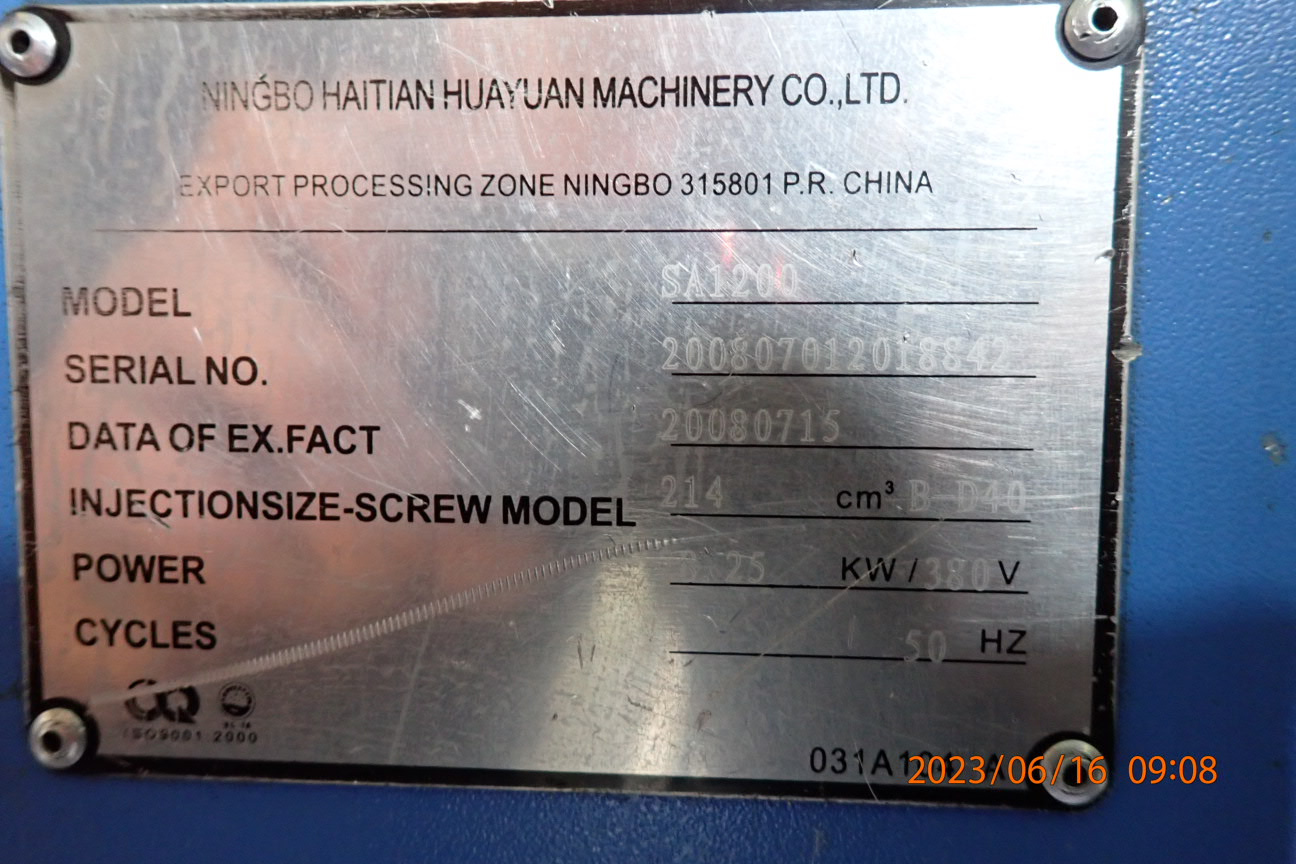 NINGBO HAITIAN HUAYUAN MACHINERY CO.,LTD.
EXPORT PROCESSING ZONE NINGBO 315801 P.R. CHINA
MODEL SA1200
SERIAL NO. 200807012018842
DATA OF EX.FACT 20080715
INJECTIONSIZE-SCREW MODEL 214 cm³ B-D40
POWER KW / 380 V
CYCLES 50 HZ
CQ
ISO9001:2000
2023/06/16 09:08